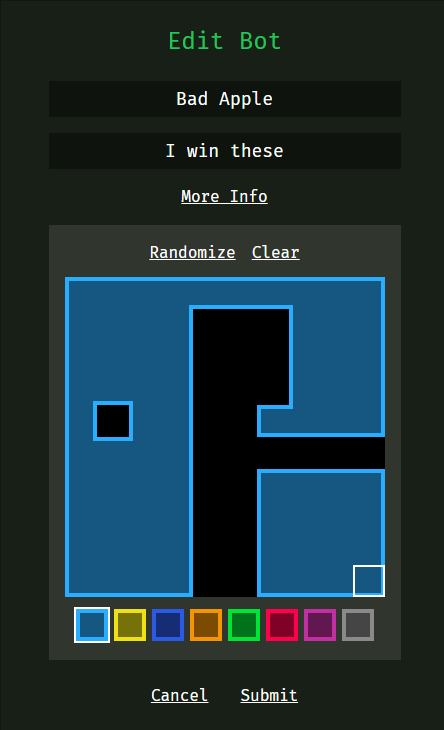 Edit Bot
Bad Apple
I win these
More Info
Randomize Clear
Cancel Submit